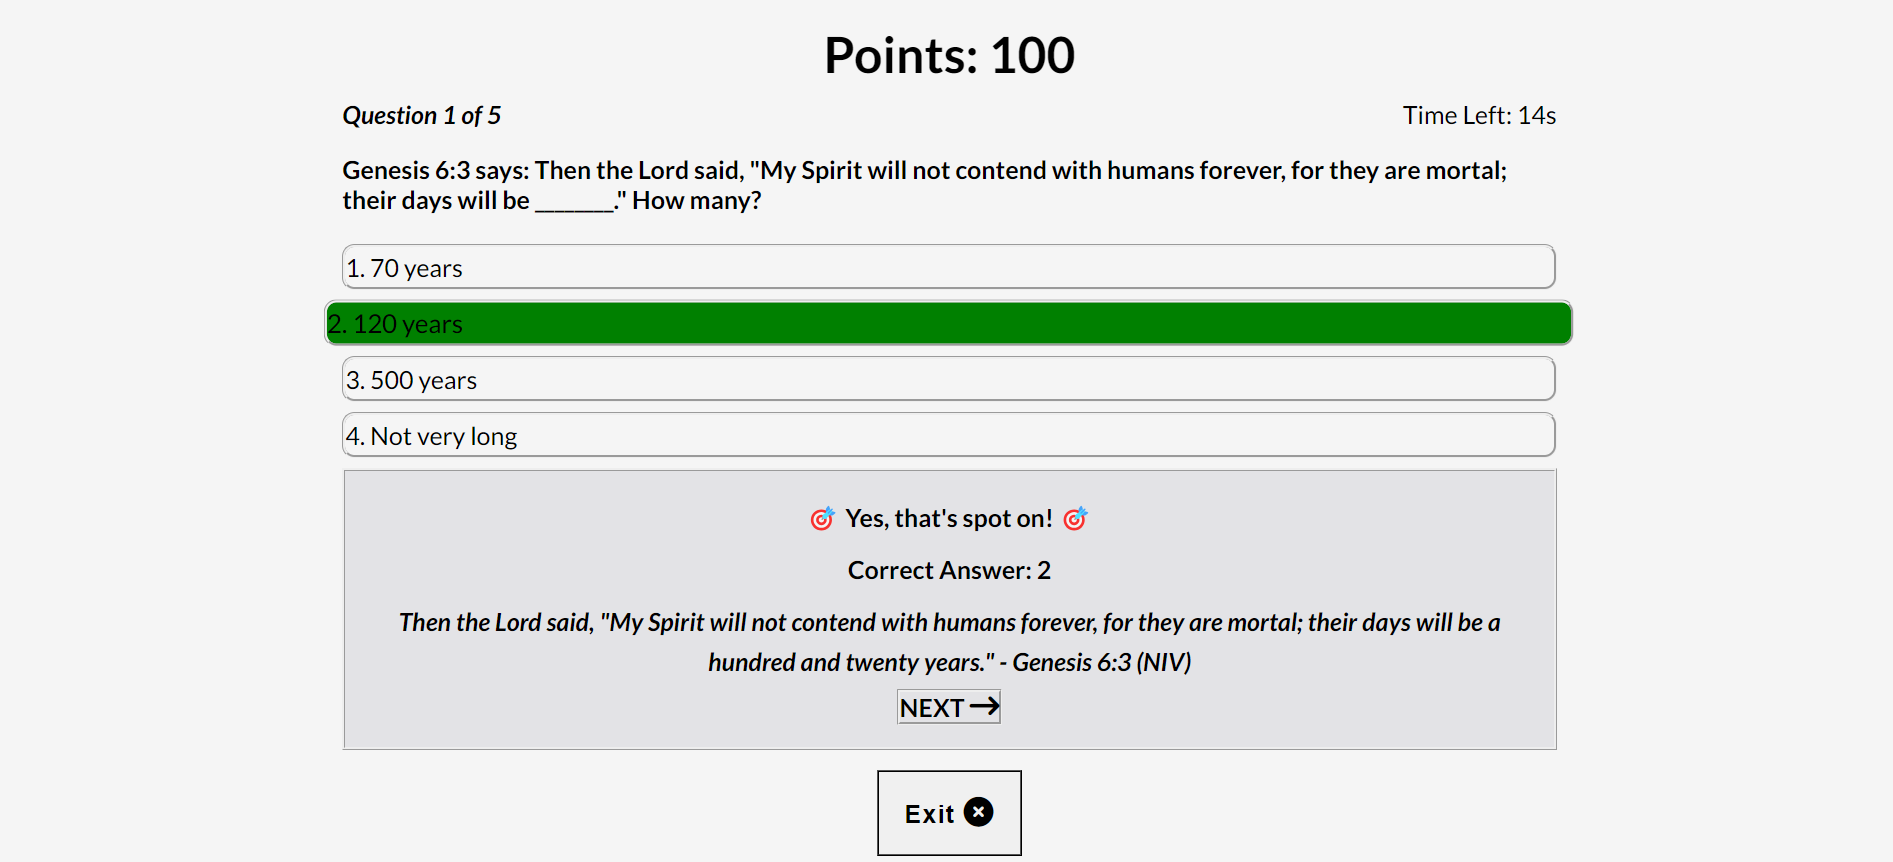 Points: 100
Question 1 of 5
Time Left: 14s
Genesis 6:3 says: Then the Lord said, "My Spirit will not contend with humans forever, for they are mortal;
their days will be ________." How many?
1. 70 years
2. 120 years
3. 500 years
4. Not very long
🎯 Yes, that's spot on! 🎯
Correct Answer: 2
Then the Lord said, "My Spirit will not contend with humans forever, for they are mortal; their days will be a
hundred and twenty years." - Genesis 6:3 (NIV)
NEXT →
Exit